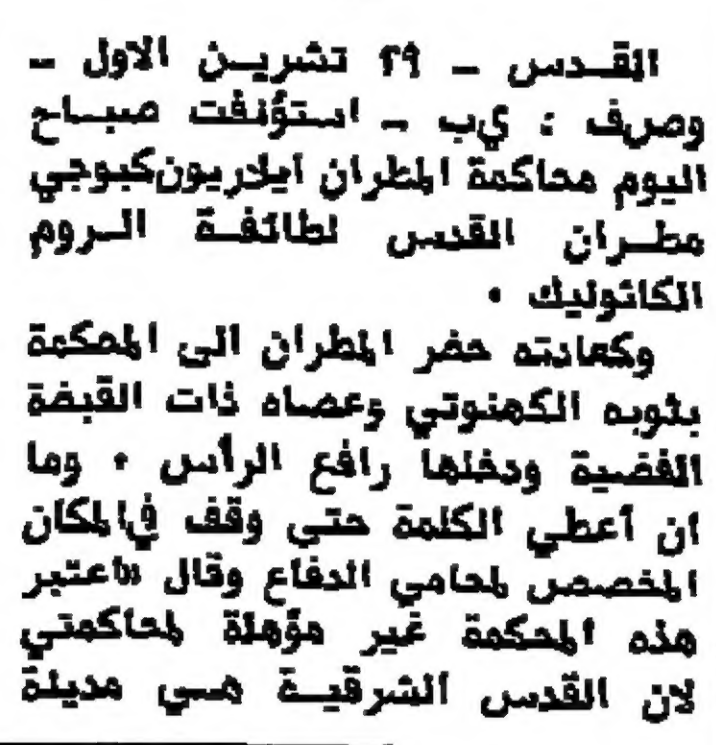 القدس - ٢٩ تشرين الاول -
وصرف ، يب - استؤنفت صباح
اليوم محاكمة المطران ايلاريون كبوجي
مطران القدس لطائفة الروم
الكاثوليك .
وكعادته حضر المطران الى المحكمة
بثوبه الكهنوتي وعصاه ذات القبضة
الفضية ودخلها رافع الرأس . وما
ان أعطي الكلمة حتى وقف في المكان
المخصص لمحامي الدفاع وقال «اعتبر
هذه المحكمة غير مؤهلة لمحاكمتي
لان القدس الشرقية هي مدينة